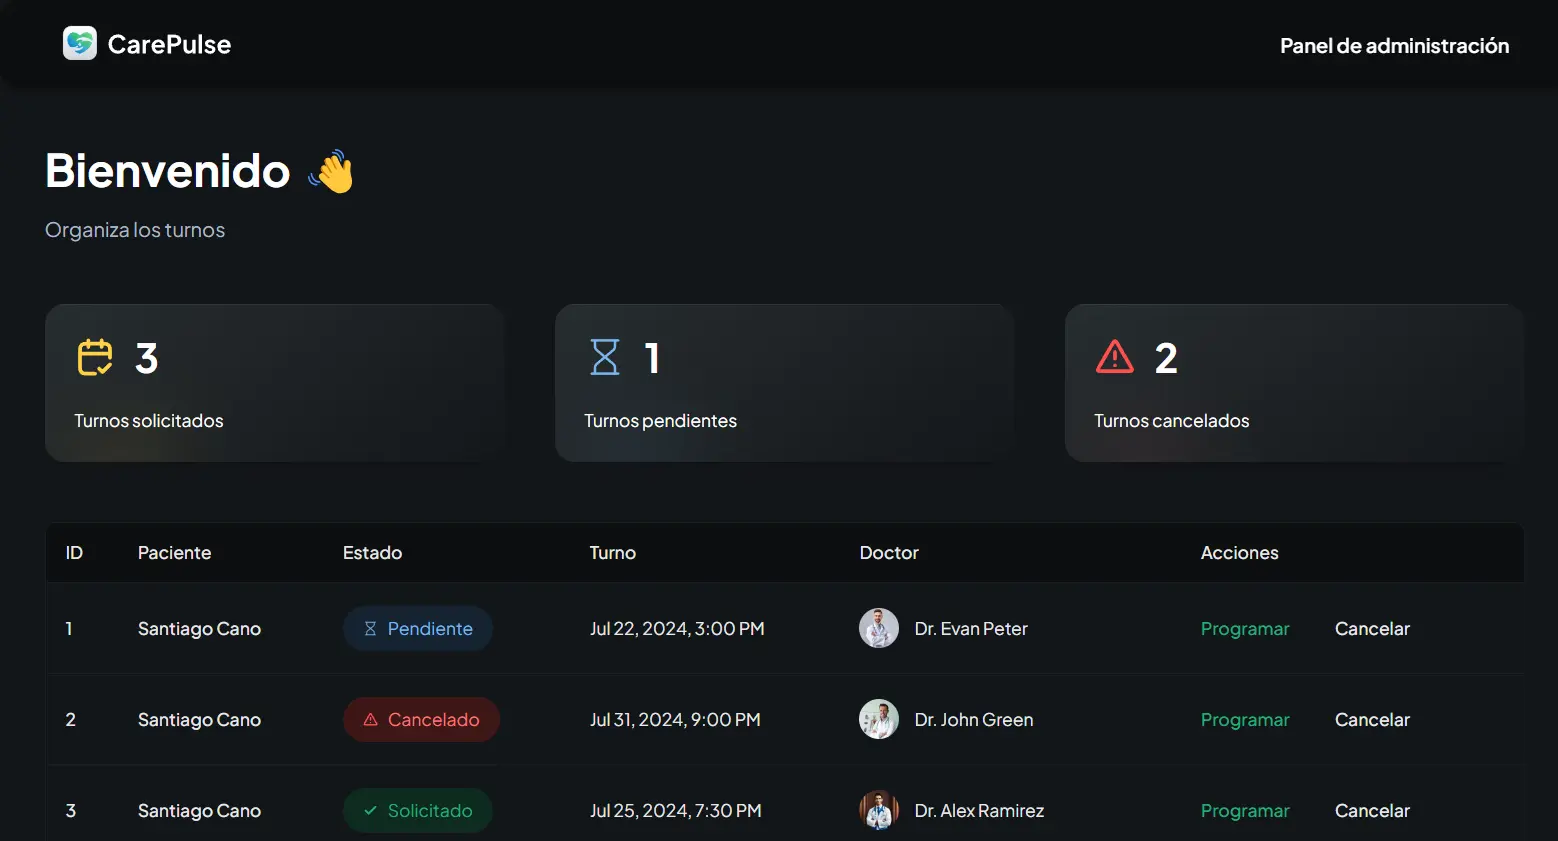 CarePulse
Panel de administración
Bienvenido 👋
Organiza los turnos
3
Turnos solicitados
1
Turnos pendientes
2
Turnos cancelados
ID Paciente Estado Turno Doctor Acciones
1 Santiago Cano Pendiente Jul 22, 2024, 3:00 PM Dr. Evan Peter Programar Cancelar
2 Santiago Cano Cancelado Jul 31, 2024, 9:00 PM Dr. John Green Programar Cancelar
3 Santiago Cano Solicitado Jul 25, 2024, 7:30 PM Dr. Alex Ramirez Programar Cancelar